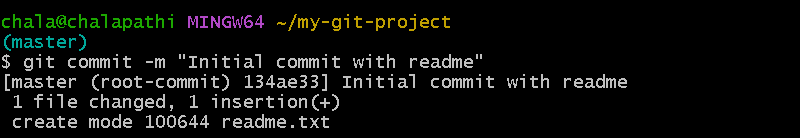 chala@chalapathi MINGW64 ~/my-git-project
(master)
$ git commit -m "Initial commit with readme"
[master (root-commit) 134ae33] Initial commit with readme
 1 file changed, 1 insertion(+)
 create mode 100644 readme.txt